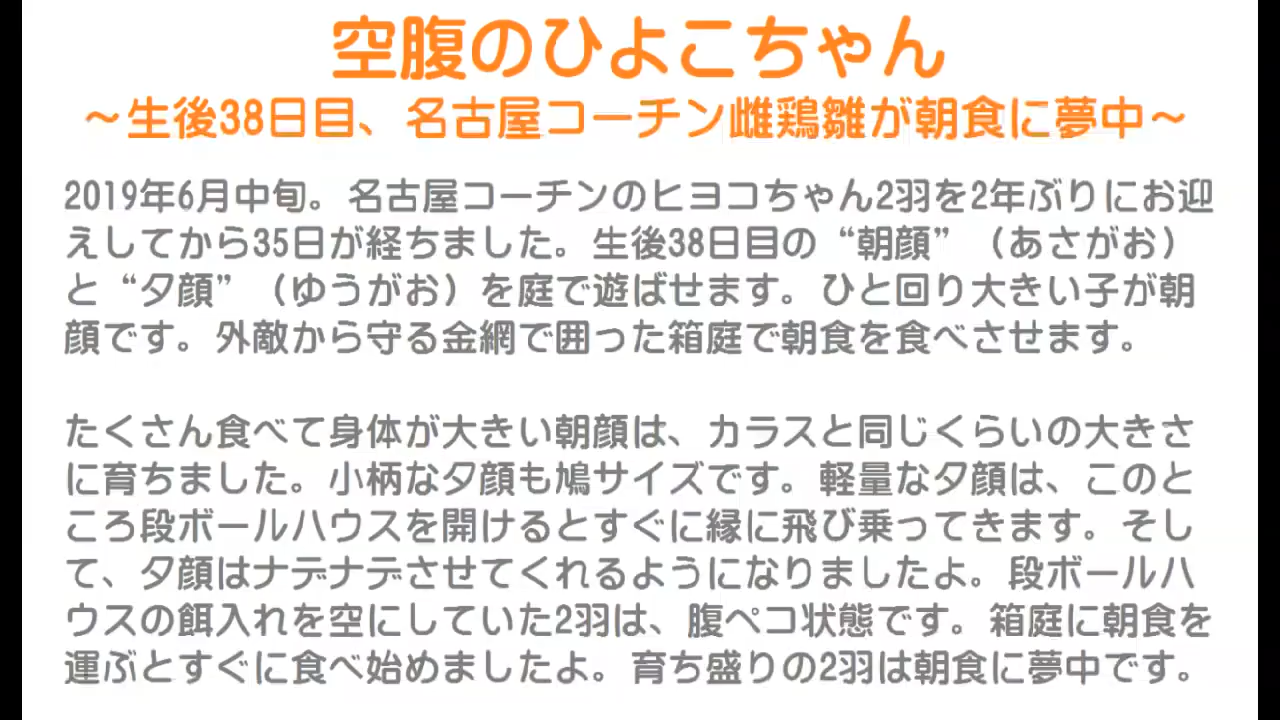 空腹のひよこちゃん
～生後38日目、名古屋コーチン雌鶏雛が朝食に夢中～
2019年6月中旬。名古屋コーチンのヒヨコちゃん2羽を2年ぶりにお迎
えしてから35日が経ちました。生後38日目の“朝顔”（あさがお）
と“夕顔”（ゆうがお）を庭で遊ばせます。ひと回り大きい子が朝
顔です。外敵から守る金網で囲った箱庭で朝食を食べさせます。
たくさん食べて身体が大きい朝顔は、カラスと同じくらいの大きさ
に育ちました。小柄な夕顔も鳩サイズです。軽量な夕顔は、このと
ころ段ボールハウスを開けるとすぐに縁に飛び乗ってきます。そし
て、夕顔はナデナデさせてくれるようになりましたよ。段ボールハ
ウスの餌入れを空にしていた2羽は、腹ペコ状態です。箱庭に朝食を
運ぶとすぐに食べ始めましたよ。育ち盛りの2羽は朝食に夢中です。